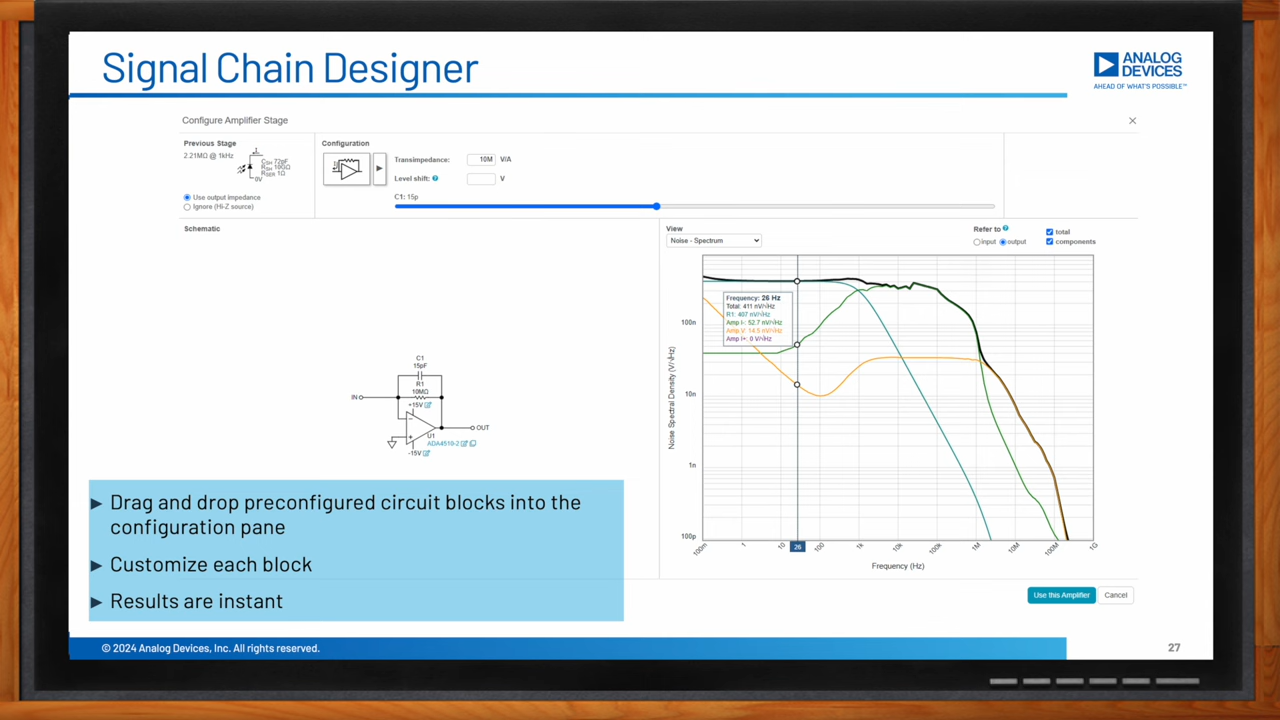 Signal Chain Designer
ANALOG
DEVICES
AHEAD OF WHAT'S POSSIBLE™
Configure Amplifier Stage
Previous Stage
2.21MΩ @ 1kHz
CSH 72pF
RSH 10GΩ
RSER 1Ω
0V
Use output impedance
Ignore (Hi-Z source)
Configuration
Transimpedance: 10M V/A
Level shift: ? V
C1: 15p
Schematic
C1
15pF
R1
10MΩ
IN
+15V
OUT
U1
-15V
View
Noise - Spectrum
Refer to ?
input output
total
components
Frequency: 26 Hz
Total: 411 nV/√Hz
R1: 407 nV/√Hz
Amp I-: 52.7 nV/√Hz
Amp V: 14.5 nV/√Hz
Amp I+: 0 V/√Hz
Noise Spectral Density (V/√Hz)
100n
10n
1n
100p
100m 1 10 26 100 1k 10k 100k 1M 10M 100M 1G
Frequency (Hz)
Use this Amplifier Cancel
Drag and drop preconfigured circuit blocks into the
configuration pane
Customize each block
Results are instant
© 2024 Analog Devices, Inc. All rights reserved.
27